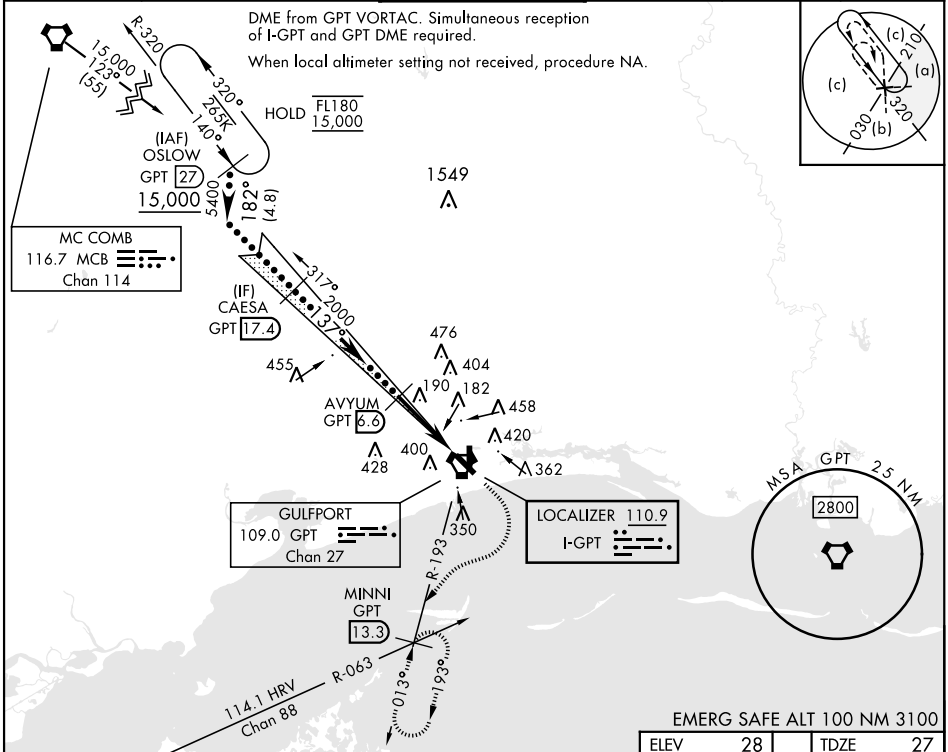 DME from GPT VORTAC. Simultaneous reception
of I-GPT and GPT DME required.
When local altimeter setting not received, procedure NA.
R-320
15,000
123°
(55)
320°
265K
140°
HOLD FL180
15,000
(IAF)
OSLOW
GPT 27
15,000
5400
182°
(4.8)
MC COMB
116.7 MCB
Chan 114
(c)
210
(a)
(c)
030
(b)
320
1549
317°
2000
137°
(IF)
CAESA
GPT 17.4
476
404
455
190
182
458
AVYUM
GPT 6.6
420
428
400
362
350
GULFPORT
109.0 GPT
Chan 27
LOCALIZER 110.9
I-GPT
MSA GPT 25 NM
2800
R-193
MINNI
GPT
13.3
013°
193°
114.1 HRV
Chan 88
R-063
EMERG SAFE ALT 100 NM 3100
ELEV 28
TDZE 27